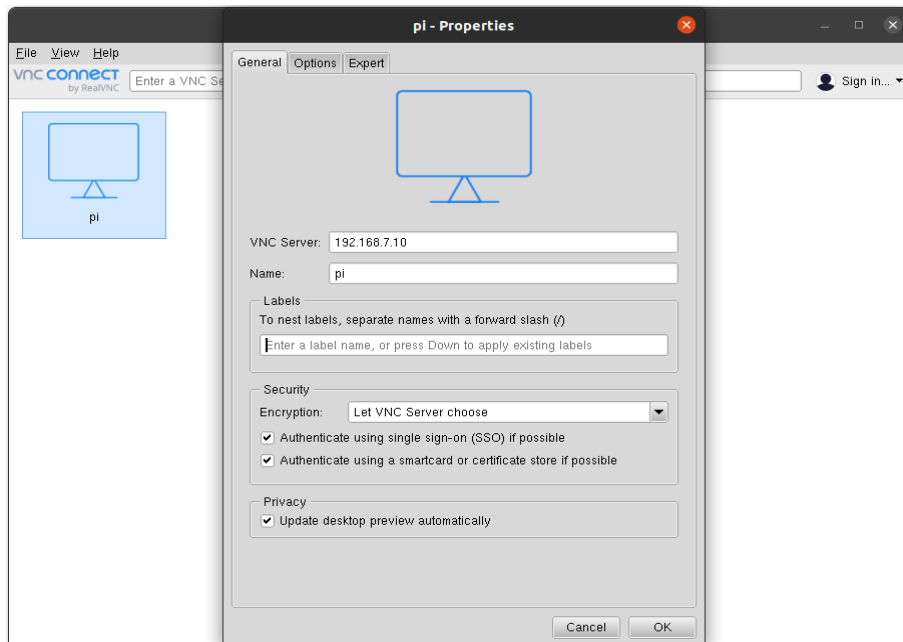 pi - Properties
File View Help
General Options Expert
vnc connect
by RealVNC
Enter a VNC Se
Sign in...
pi
VNC Server: 192.168.7.10
Name: pi
Labels
To nest labels, separate names with a forward slash (/)
Enter a label name, or press Down to apply existing labels
Security
Encryption: Let VNC Server choose
Authenticate using single sign-on (SSO) if possible
Authenticate using a smartcard or certificate store if possible
Privacy
Update desktop preview automatically
Cancel OK